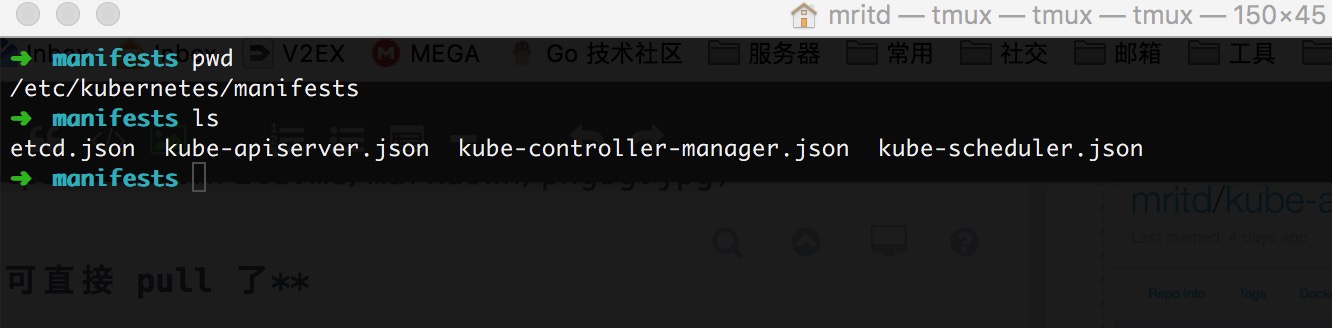 mritd — tmux — tmux — tmux — 150×45
➜ manifests pwd
Inbox Inbox V2EX MEGA Go 技术社区 服务器 常用 社交 邮箱 工具
/etc/kubernetes/manifests
➜ manifests ls
etcd.json kube-apiserver.json kube-controller-manager.json kube-scheduler.json
➜ manifests
mritd/kube-a
Last pushed: 4 days ago
可直接 pull 了**
Repo Info Tags Docke